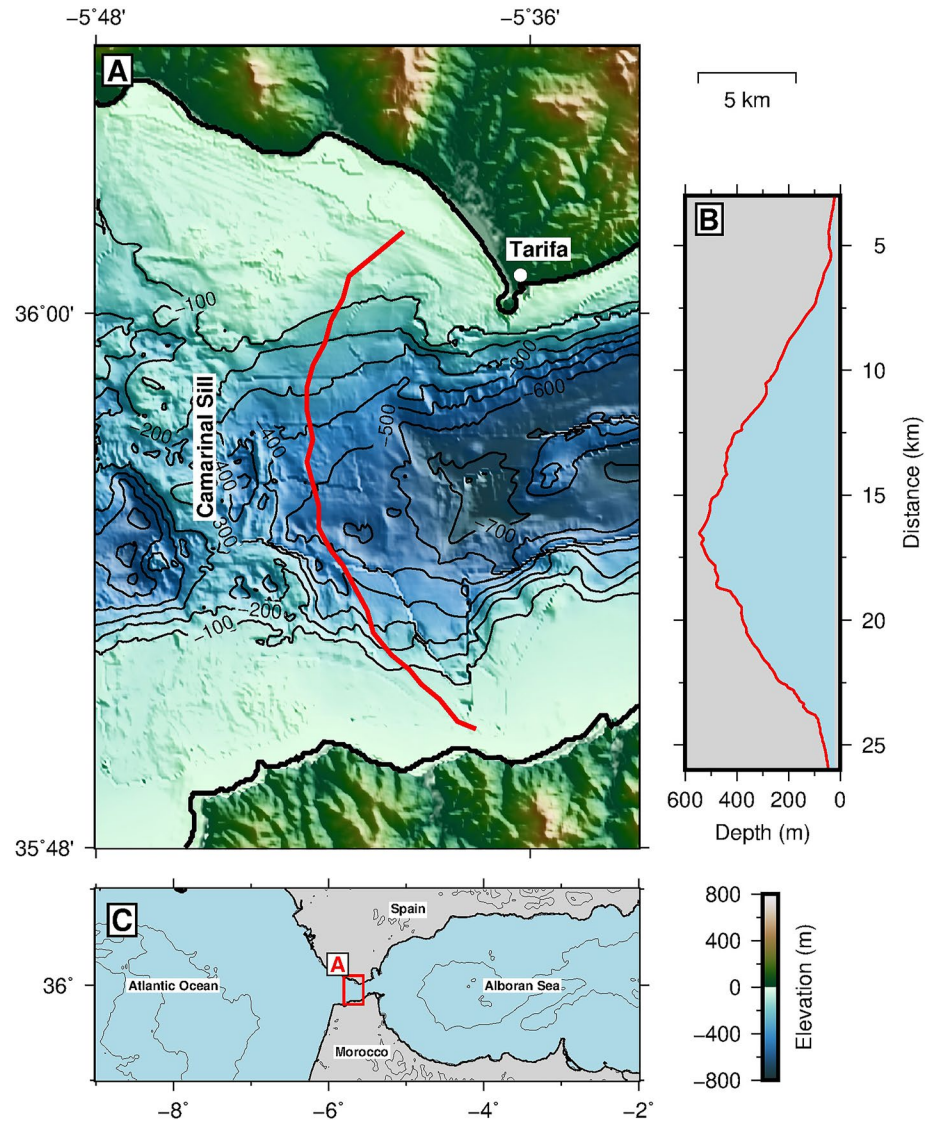 −5˚48'
−5˚36'
A
5 km
Tarifa
B
36˚00'
−100
−300
−600
−500
−200
−400
−400
Camarinal Sill
−300
−700
−200
−100
35˚48'
5
10
15
20
25
Distance (km)
600 400 200 0
Depth (m)
C
Spain
A
36˚
Atlantic Ocean
Alboran Sea
Morocco
−8˚ −6˚ −4˚ −2˚
800
400
0
−400
−800
Elevation (m)